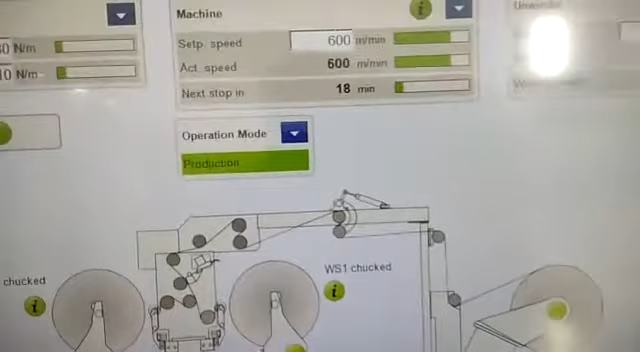 Machine
Setp. speed 600 m/min
Act. speed 600 m/min
Next stop in 18 min
N/m
N/m
Operation Mode
Production
chucked
WS1 chucked